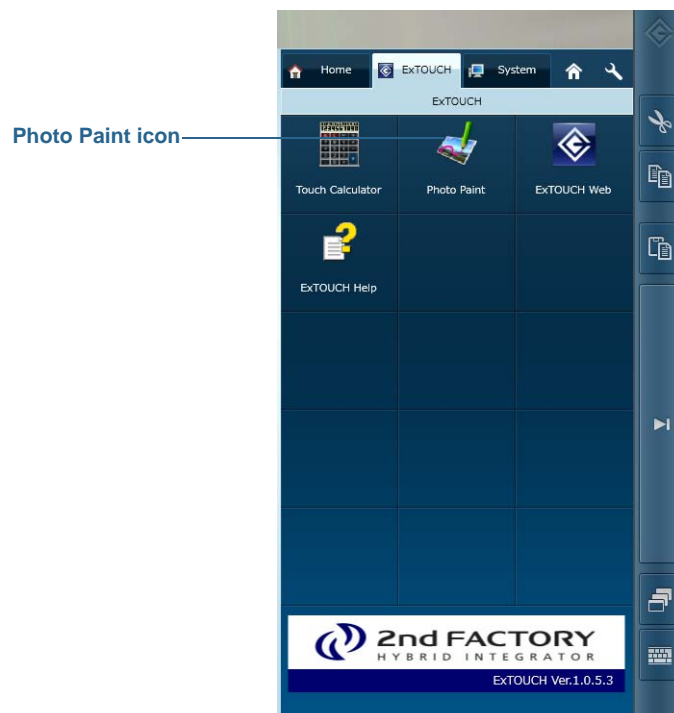 Home ExTOUCH System
ExTOUCH
Photo Paint icon
Touch Calculator Photo Paint ExTOUCH Web
ExTOUCH Help
2nd FACTORY
HYBRID INTEGRATOR
ExTOUCH Ver.1.0.5.3